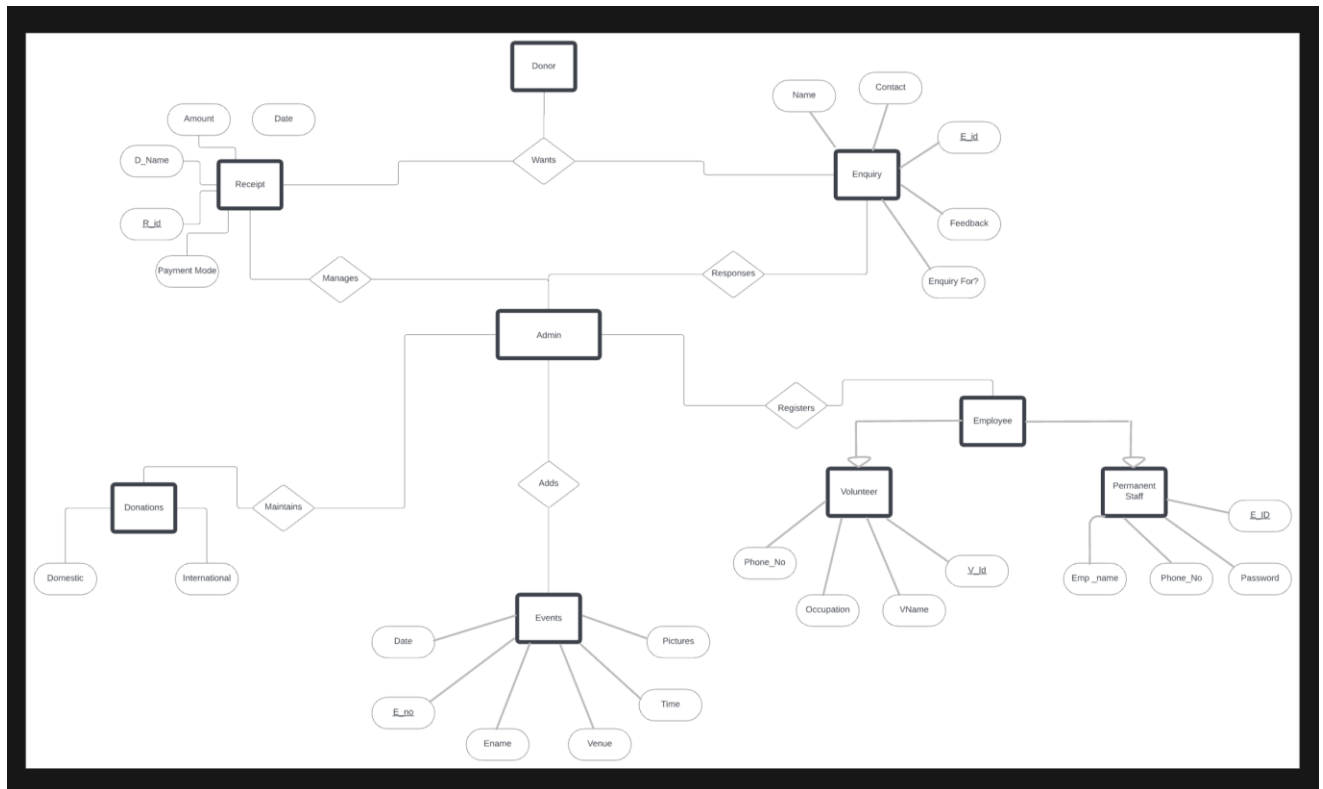 Donor
Name
Contact
Amount
Date
E_id
D_Name
Wants
Receipt
Enquiry
R_id
Feedback
Payment Mode
Manages
Responses
Enquiry For?
Admin
Registers
Employee
Adds
Volunteer
Permanent
Staff
Donations
Maintains
E_ID
Phone_No
V_Id
Domestic
International
Emp _name
Phone_No
Password
Occupation
VName
Events
Date
Pictures
E_no
Time
Ename
Venue